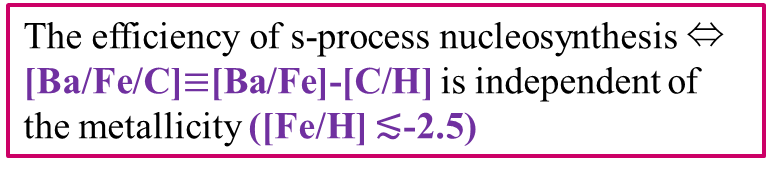 The efficiency of s-process nucleosynthesis ⇔
[Ba/Fe/C]≡[Ba/Fe]-[C/H] is independent of
the metallicity ([Fe/H] ≲-2.5)